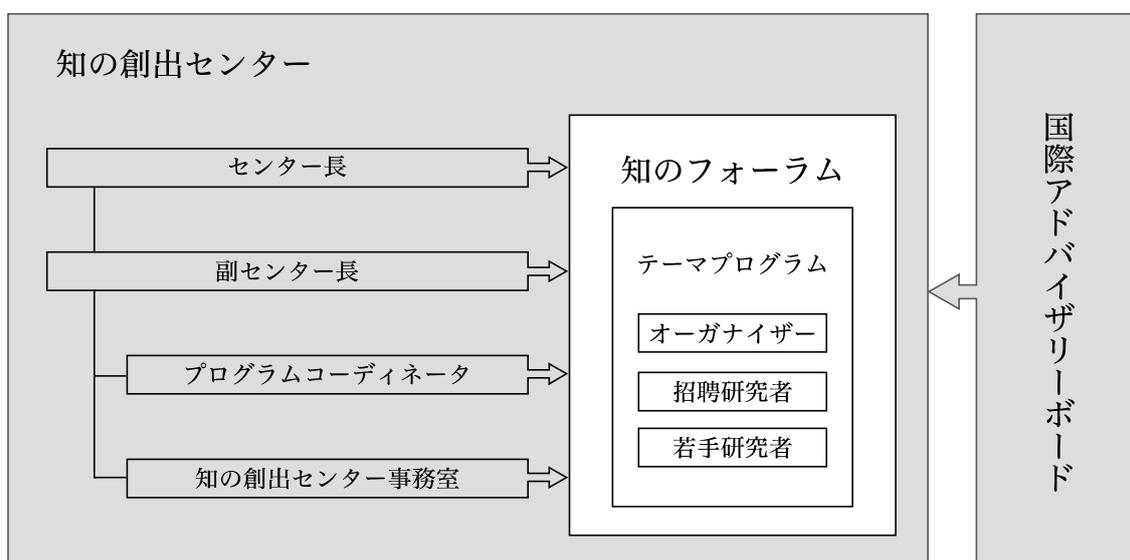 知の創出センター
センター長
副センター長
プログラムコーディネータ
知の創出センター事務室
知のフォーラム
テーマプログラム
オーガナイザー
招聘研究者
若手研究者
国際アドバイザリーボード